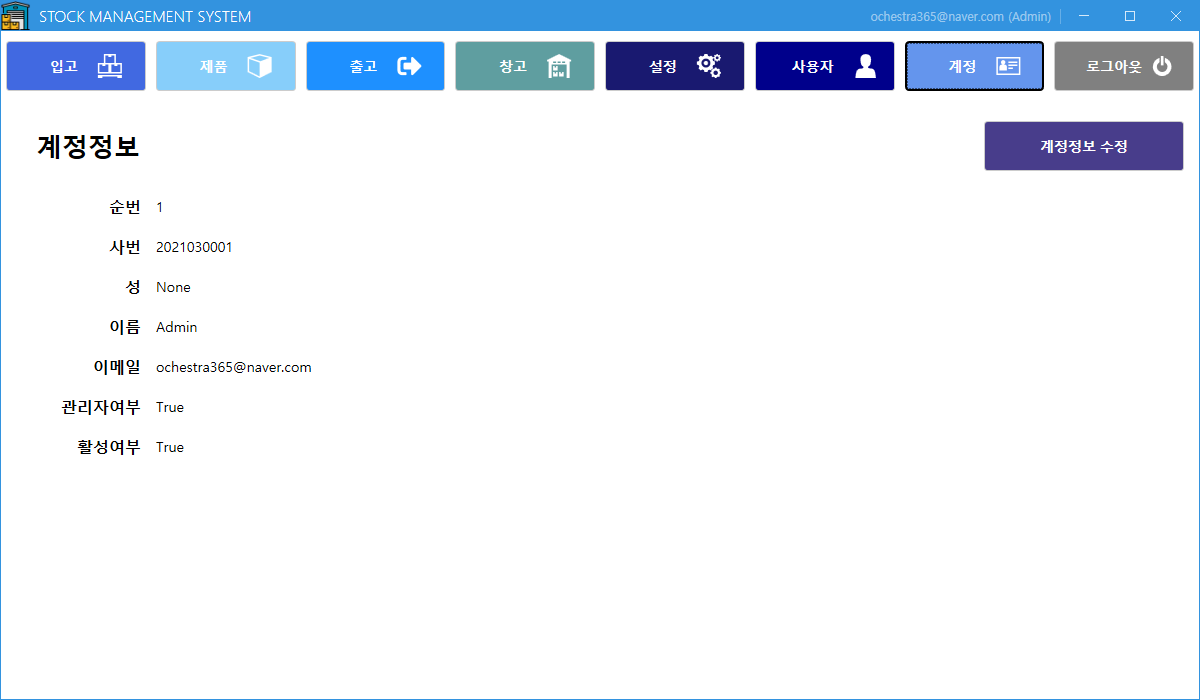 STOCK MANAGEMENT SYSTEM ochestra365@naver.com (Admin)
입고 제품 출고 창고 설정 사용자 계정 로그아웃
계정정보 계정정보 수정
순번 1
사번 2021030001
성 None
이름 Admin
이메일 ochestra365@naver.com
관리자여부 True
활성여부 True